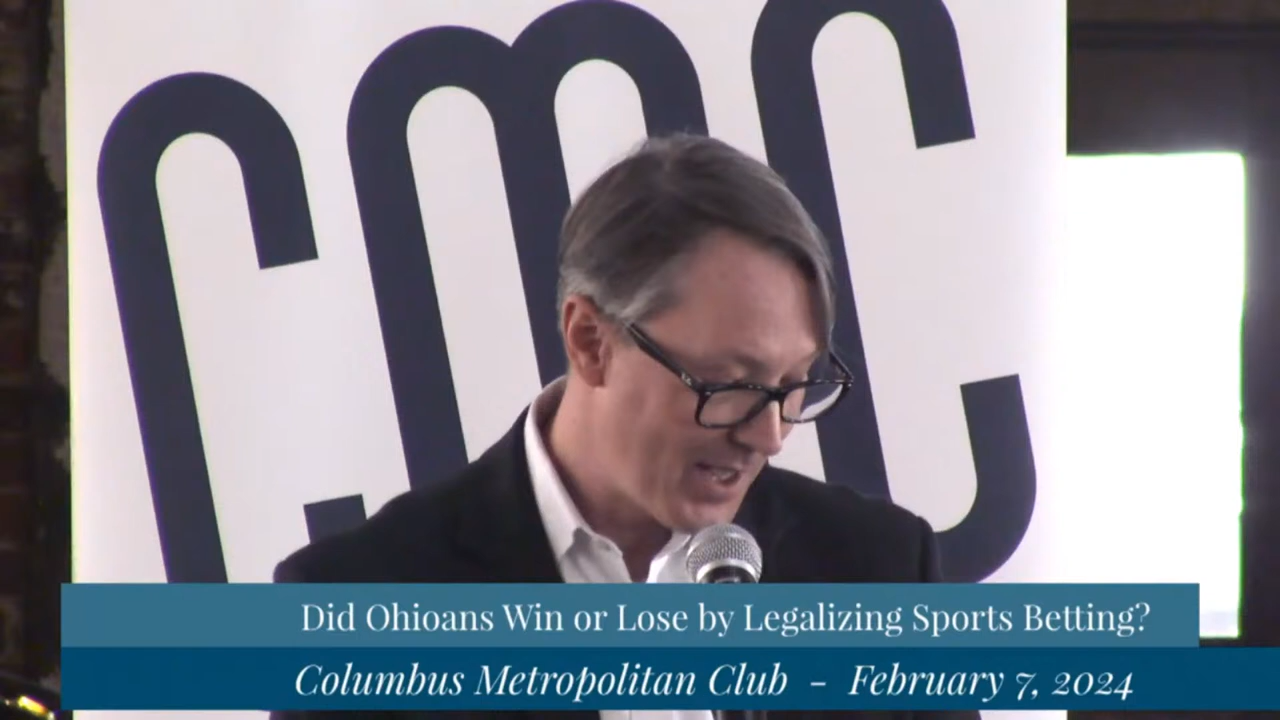 cmc
Did Ohioans Win or Lose by Legalizing Sports Betting?
Columbus Metropolitan Club - February 7, 2024